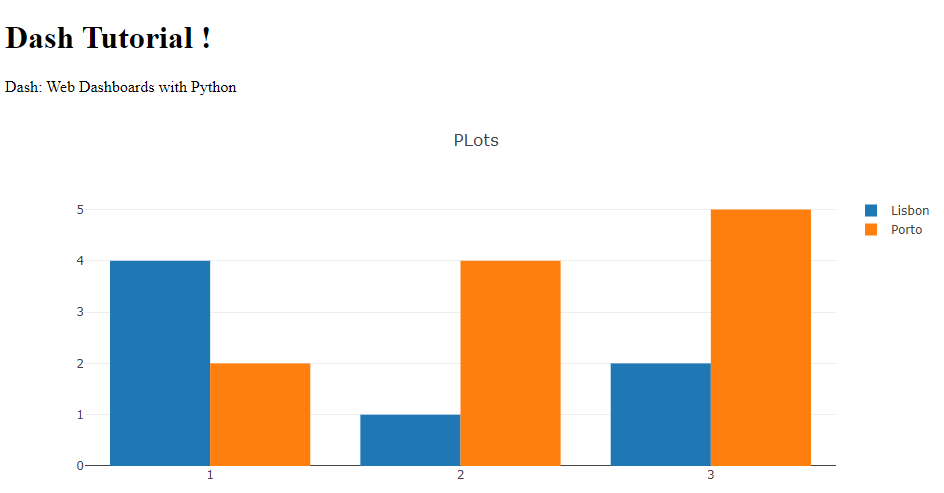 Dash Tutorial !
Dash: Web Dashboards with Python
PLots
5
4
3
2
1
0
1 2 3
Lisbon
Porto